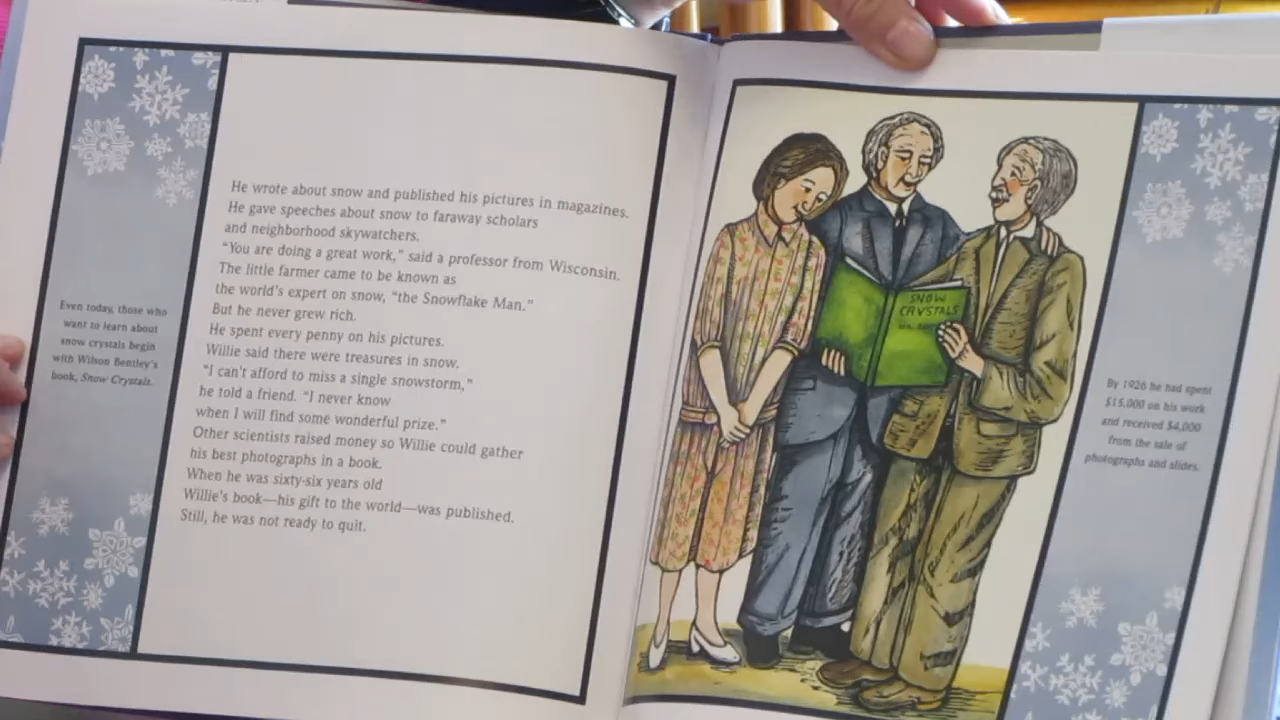 Even today, those who
want to learn about
snow crystals begin
with Wilson Bentley's
book, Snow Crystals.
He wrote about snow and published his pictures in magazines.
He gave speeches about snow to faraway scholars
and neighborhood skywatchers.
"You are doing a great work," said a professor from Wisconsin.
The little farmer came to be known as
the world's expert on snow, "the Snowflake Man."
But he never grew rich.
He spent every penny on his pictures.
Willie said there were treasures in snow.
"I can't afford to miss a single snowstorm,"
he told a friend. "I never know
when I will find some wonderful prize."
Other scientists raised money so Willie could gather
his best photographs in a book.
When he was sixty-six years old
Willie's book—his gift to the world—was published.
Still, he was not ready to quit.
SNOW
CRYSTALS
By 1926 he had spent
$15,000 on his work
and received $4,000
from the sale of
photographs and slides.